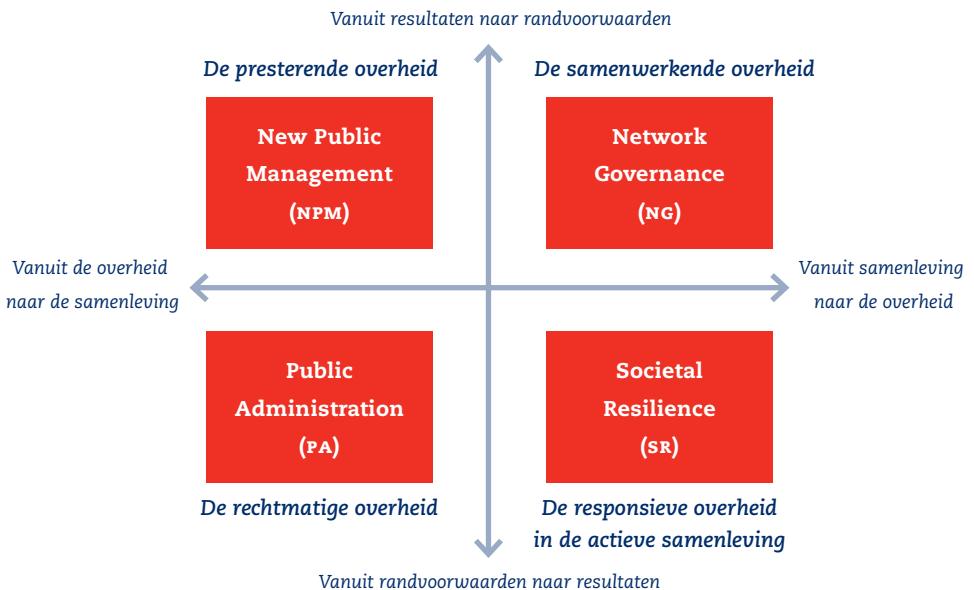 Vanuit resultaten naar randvoorwaarden
De presterende overheid
De samenwerkende overheid
New Public
Management
(NPM)
Network
Governance
(NG)
Vanuit de overheid
naar de samenleving
Vanuit samenleving
naar de overheid
Public
Administration
(PA)
Societal
Resilience
(SR)
De rechtmatige overheid
De responsieve overheid
in de actieve samenleving
Vanuit randvoorwaarden naar resultaten